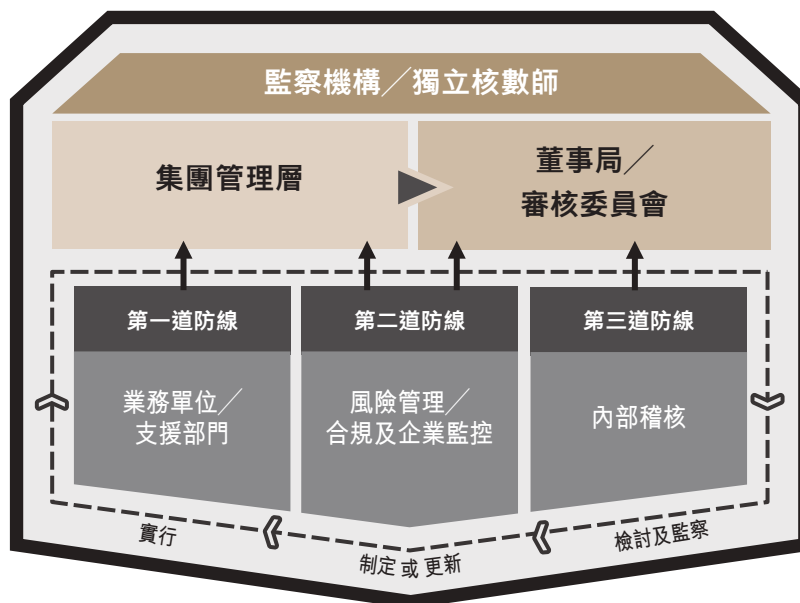 監察機構／獨立核數師
集團管理層
董事局／
審核委員會
第一道防線
第二道防線
第三道防線
業務單位／
支援部門
風險管理／
合規及企業監控
內部稽核
實行
制定或更新
檢討及監察